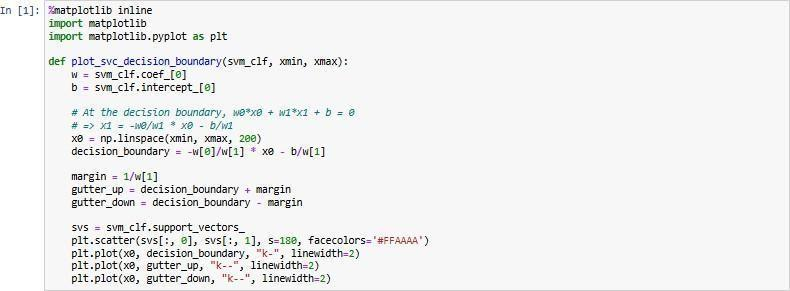 In [1]: %matplotlib inline
import matplotlib
import matplotlib.pyplot as plt
def plot_svc_decision_boundary(svm_clf, xmin, xmax):
w = svm_clf.coef_[0]
b = svm_clf.intercept_[0]
# At the decision boundary, w0*x0 + w1*x1 + b = 0
# => x1 = -w0/w1 * x0 - b/w1
x0 = np.linspace(xmin, xmax, 200)
decision_boundary = -w[0]/w[1] * x0 - b/w[1]
margin = 1/w[1]
gutter_up = decision_boundary + margin
gutter_down = decision_boundary - margin
svs = svm_clf.support_vectors_
plt.scatter(svs[:, 0], svs[:, 1], s=180, facecolors='#FFAAAA')
plt.plot(x0, decision_boundary, "k-", linewidth=2)
plt.plot(x0, gutter_up, "k--", linewidth=2)
plt.plot(x0, gutter_down, "k--", linewidth=2)